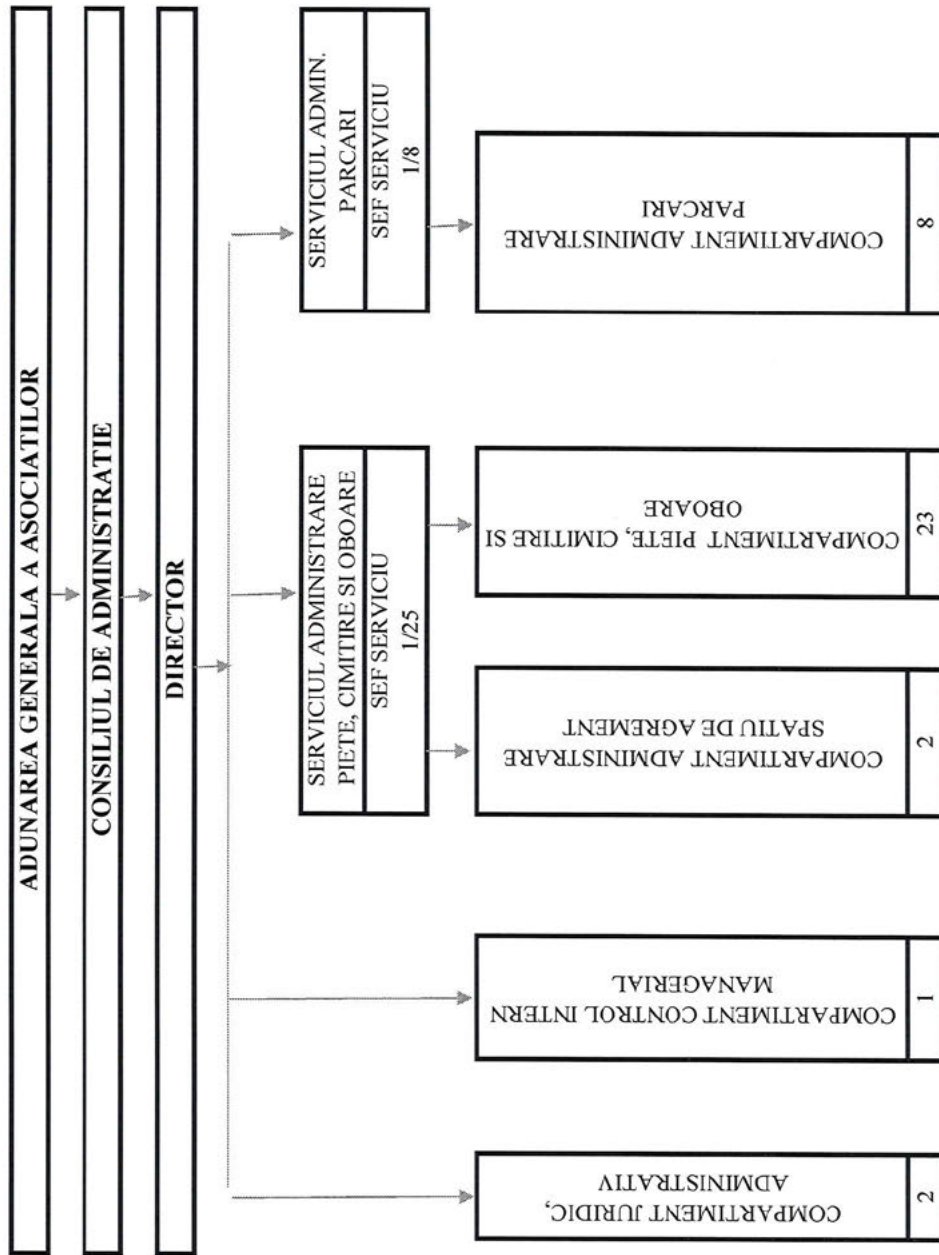 ADUNAREA GENERALA A ASOCIATILOR
CONSILIUL DE ADMINISTRATIE
DIRECTOR
SERVICIUL ADMINISTRARE
PIETE, CIMITIRE SI OBOARE
SEF SERVICIU
1/25
SERVICIUL ADMIN.
PARCARI
SEF SERVICIU
1/8
COMPARTIMENT JURIDIC,
ADMINISTRATIV
2
COMPARTIMENT CONTROL INTERN
MANAGERIAL
1
COMPARTIMENT ADMINISTRARE
SPATIU DE AGREMENT
2
COMPARTIMENT PIETE, CIMITIRE SI
OBOARE
23
COMPARTIMENT ADMINISTRARE
PARCARI
8